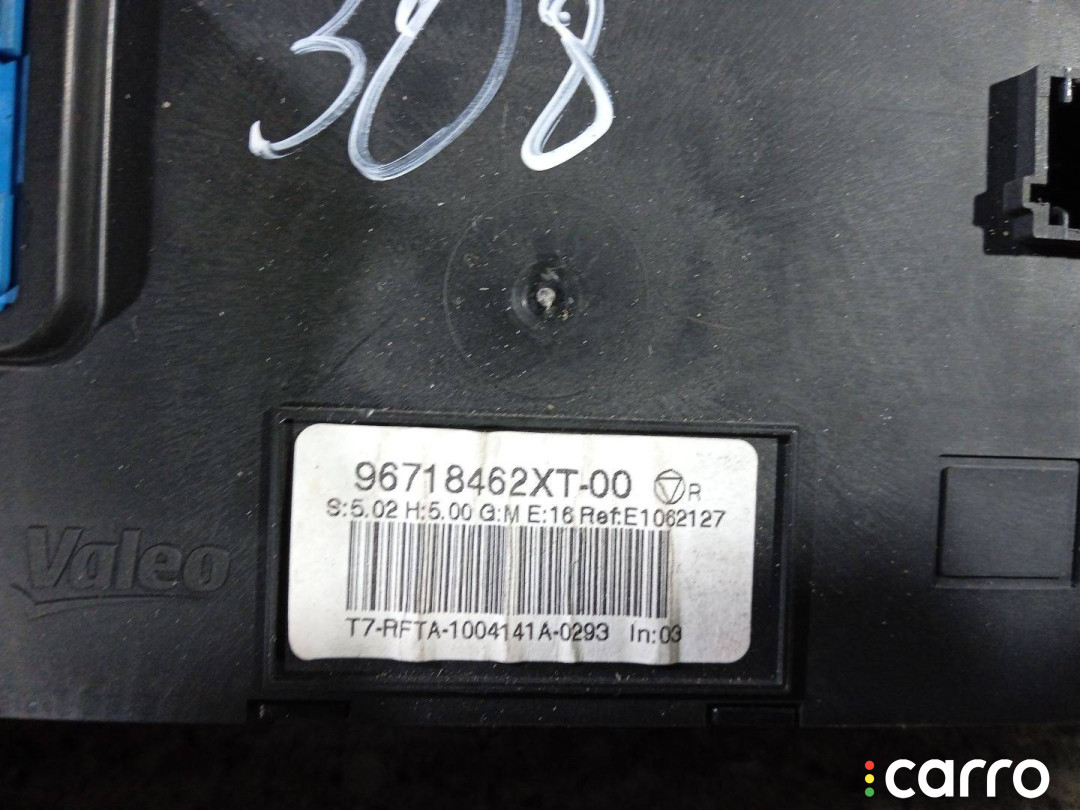 308
96718462XT-00 R
S:5.02 H:5.00 G:M E:16 Ref:E1062127
Valeo
T7-RFTA-1004141A-0293 In:03
carro